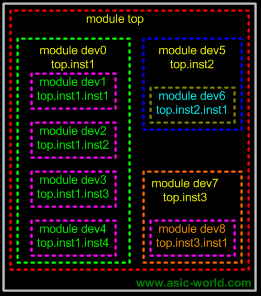 module top
module dev0
top.inst1
module dev1
top.inst1.inst1
module dev2
top.inst1.inst2
module dev3
top.inst1.inst3
module dev4
top.inst1.inst4
module dev5
top.inst2
module dev6
top.inst2.inst1
module dev7
top.inst3
module dev8
top.inst3.inst1
www.asic-world.com